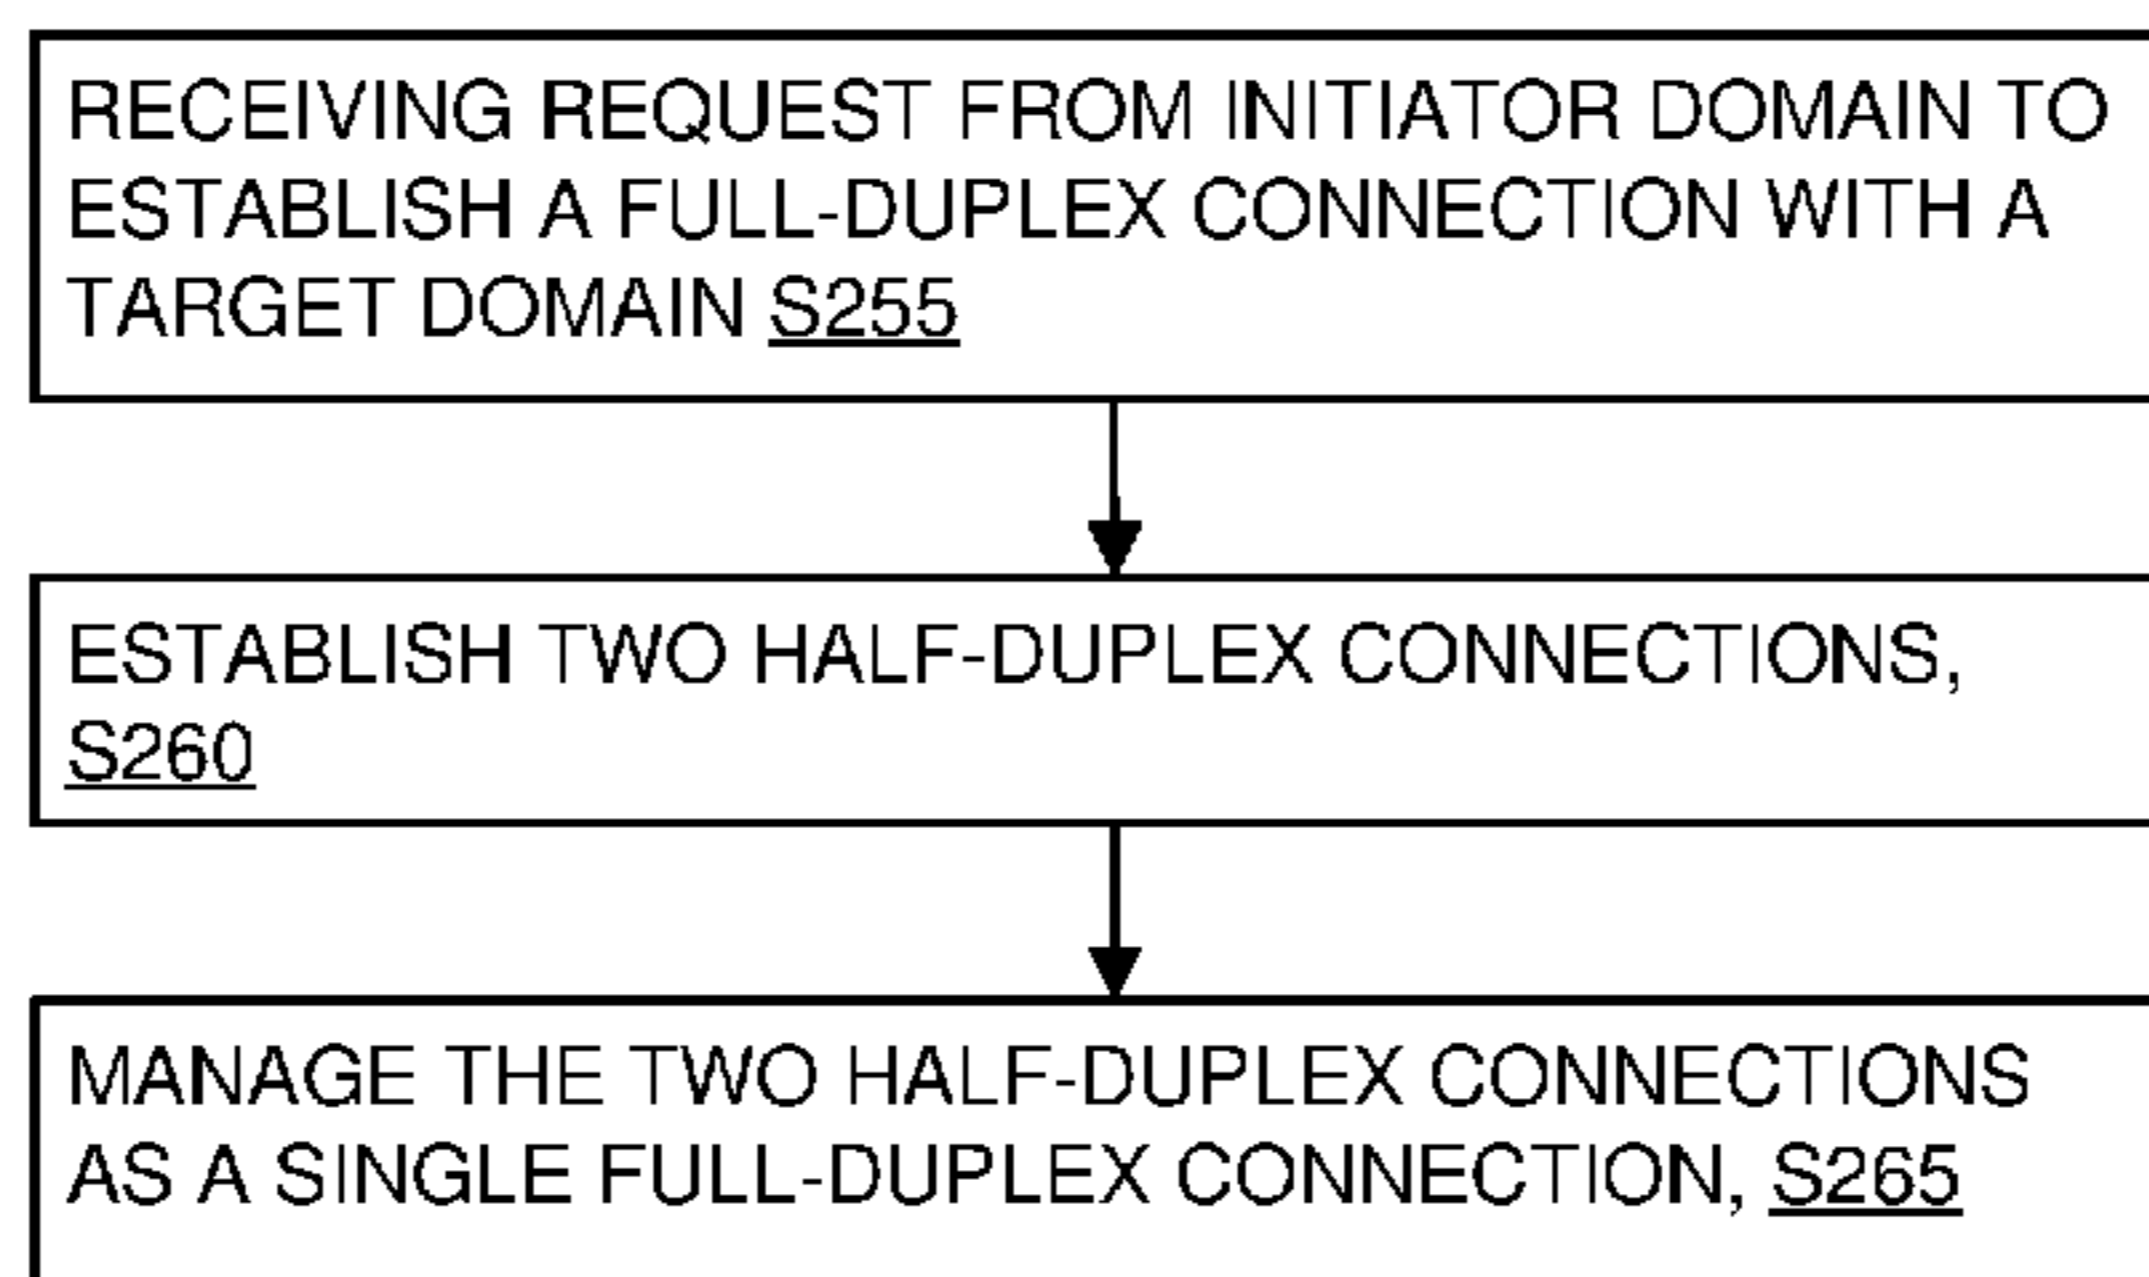 RECEIVING REQUEST FROM INITIATOR DOMAIN TO
ESTABLISH A FULL-DUPLEX CONNECTION WITH A
TARGET DOMAIN S255
ESTABLISH TWO HALF-DUPLEX CONNECTIONS,
S260
MANAGE THE TWO HALF-DUPLEX CONNECTIONS
AS A SINGLE FULL-DUPLEX CONNECTION, S265